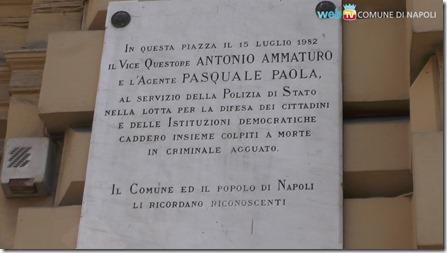 web tv COMUNE DI NAPOLI
IN QUESTA PIAZZA IL 15 LUGLIO 1982
IL VICE QUESTORE ANTONIO AMMATURO
E L'AGENTE PASQUALE PAOLA,
AL SERVIZIO DELLA POLIZIA DI STATO
NELLA LOTTA PER LA DIFESA DEI CITTADINI
E DELLE ISTITUZIONI DEMOCRATICHE
CADDERO INSIEME COLPITI A MORTE
IN CRIMINALE AGGUATO.
IL COMUNE ED IL POPOLO DI NAPOLI
LI RICORDANO RICONOSCENTI